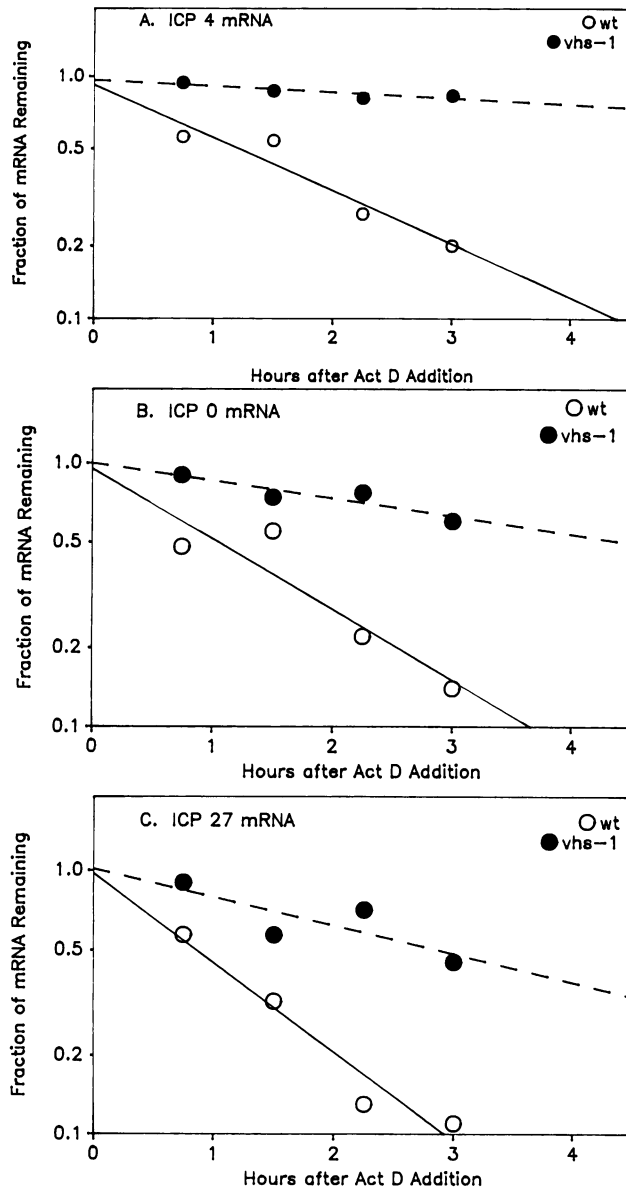 A. ICP 4 mRNA
wt
vhs-1
Fraction of mRNA Remaining
1.0
0.5
0.2
0.1
0 1 2 3 4
Hours after Act D Addition
B. ICP 0 mRNA
wt
vhs-1
Fraction of mRNA Remaining
1.0
0.5
0.2
0.1
0 1 2 3 4
Hours after Act D Addition
C. ICP 27 mRNA
wt
vhs-1
Fraction of mRNA Remaining
1.0
0.5
0.2
0.1
0 1 2 3 4
Hours after Act D Addition